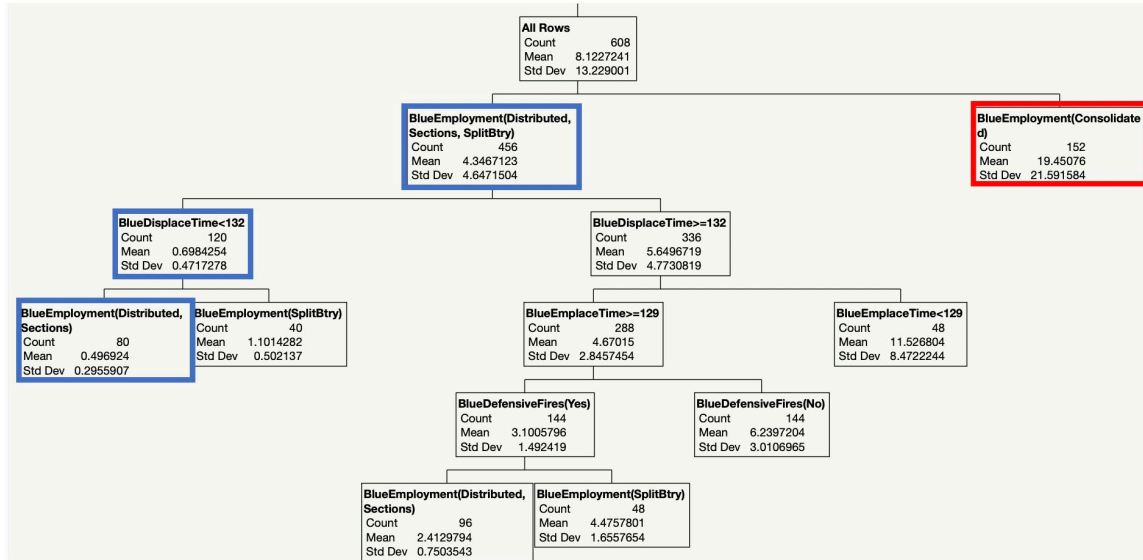 All Rows
Count 608
Mean 8.1227241
Std Dev 13.229001
BlueEmployment(Distributed,
Sections, SplitBtry)
Count 456
Mean 4.3467123
Std Dev 4.6471504
BlueEmployment(Consolidate
d)
Count 152
Mean 19.45076
Std Dev 21.591584
BlueDisplaceTime<132
Count 120
Mean 0.6984254
Std Dev 0.4717278
BlueDisplaceTime>=132
Count 336
Mean 5.6496719
Std Dev 4.7730819
BlueEmployment(Distributed,
Sections)
Count 80
Mean 0.496924
Std Dev 0.2955907
BlueEmployment(SplitBtry)
Count 40
Mean 1.1014282
Std Dev 0.502137
BlueEmplaceTime>=129
Count 288
Mean 4.67015
Std Dev 2.8457454
BlueEmplaceTime<129
Count 48
Mean 11.526804
Std Dev 8.4722244
BlueDefensiveFires(Yes)
Count 144
Mean 3.1005796
Std Dev 1.492419
BlueDefensiveFires(No)
Count 144
Mean 6.2397204
Std Dev 3.0106965
BlueEmployment(Distributed,
Sections)
Count 96
Mean 2.4129794
Std Dev 0.7503543
BlueEmployment(SplitBtry)
Count 48
Mean 4.4757801
Std Dev 1.6557654